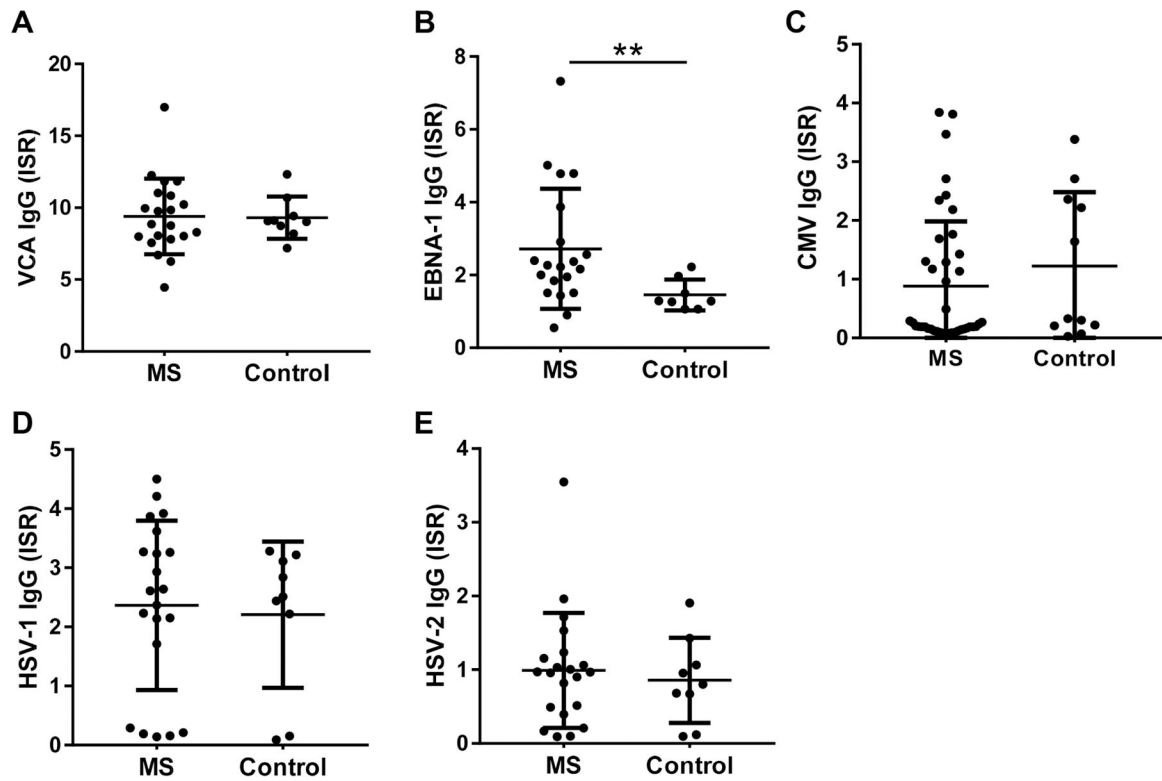 A
VCA IgG (ISR)
20
15
10
5
0
MS Control
B
EBNA-1 IgG (ISR)
**
8
6
4
2
0
MS Control
C
CMV IgG (ISR)
5
4
3
2
1
0
MS Control
D
HSV-1 IgG (ISR)
5
4
3
2
1
0
MS Control
E
HSV-2 IgG (ISR)
4
3
2
1
0
MS Control